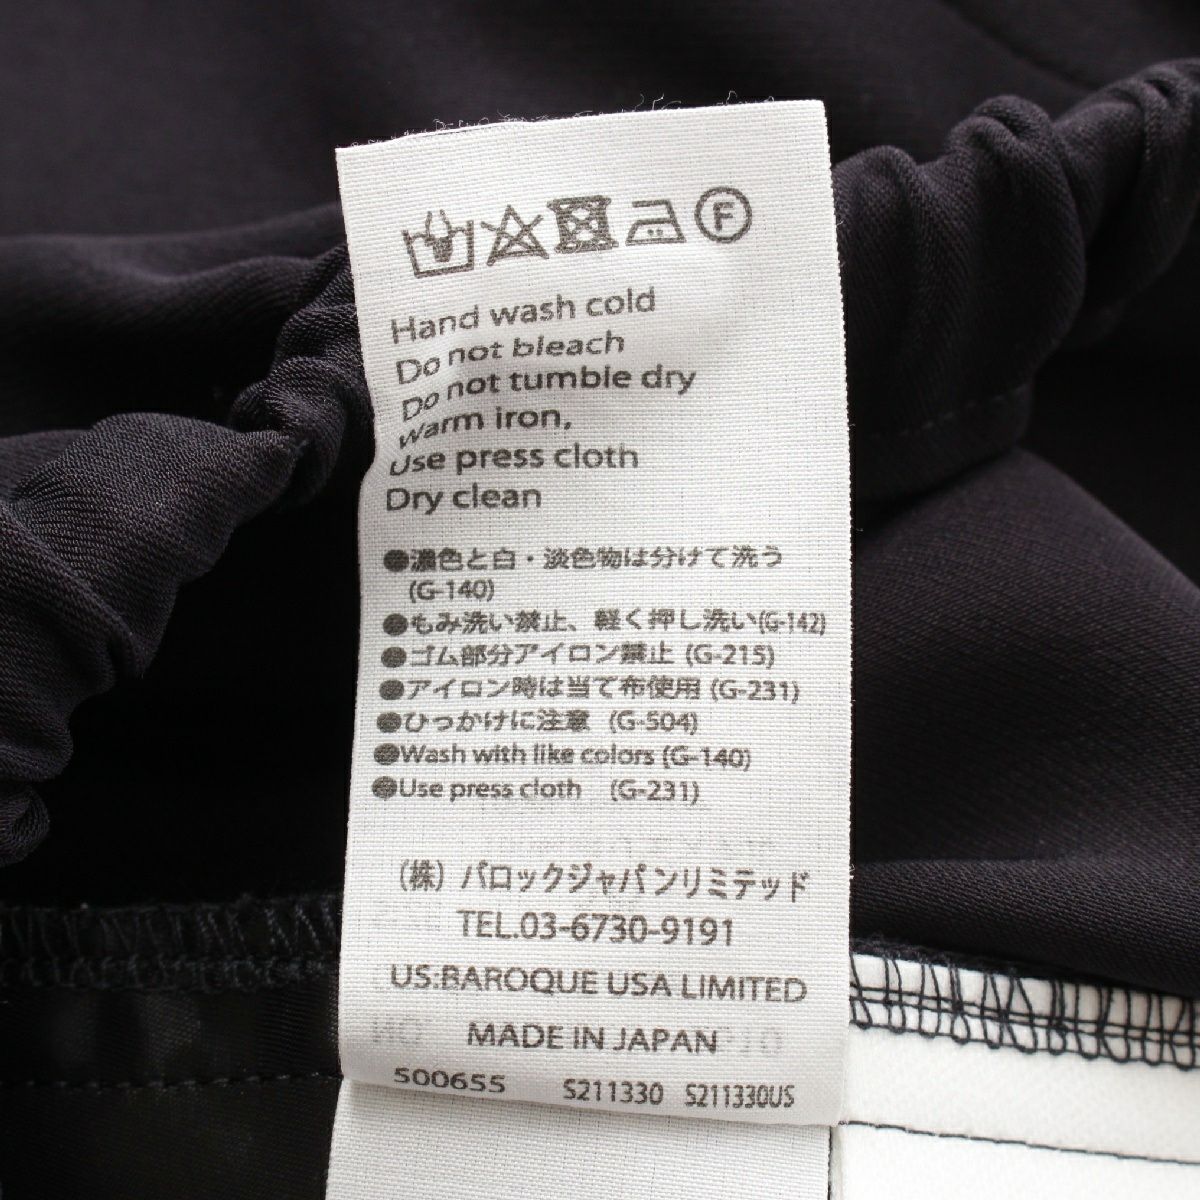 F
Hand wash cold
Do not bleach
Do not tumble dry
warm iron,
Use press cloth
Dry clean
●濃色と白・淡色物は分けて洗う
(G-140)
●もみ洗い禁止、軽く押し洗い(G-142)
●ゴム部分アイロン禁止 (G-215)
●アイロン時は当て布使用 (G-231)
●ひっかけに注意 (G-504)
●Wash with like colors (G-140)
●Use press cloth (G-231)
(株) バロックジャパンリミテッド
TEL.03-6730-9191
US:BAROQUE USA LIMITED
MADE IN JAPAN
500655 S211330 S211330US